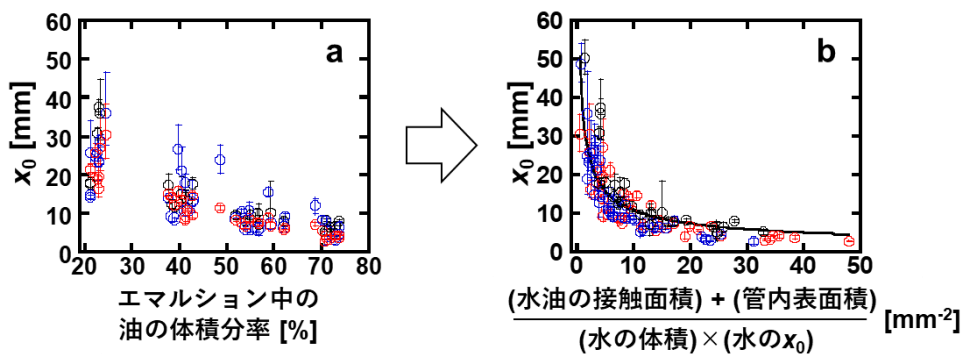 a
x₀ [mm]
60
50
40
30
20
10
0
20 30 40 50 60 70 80
エマルション中の
油の体積分率 [%]
b
x₀ [mm]
60
50
40
30
20
10
0
0 10 20 30 40 50
(水油の接触面積) + (管内表面積)
(水の体積)×(水のx₀)
[mm⁻²]